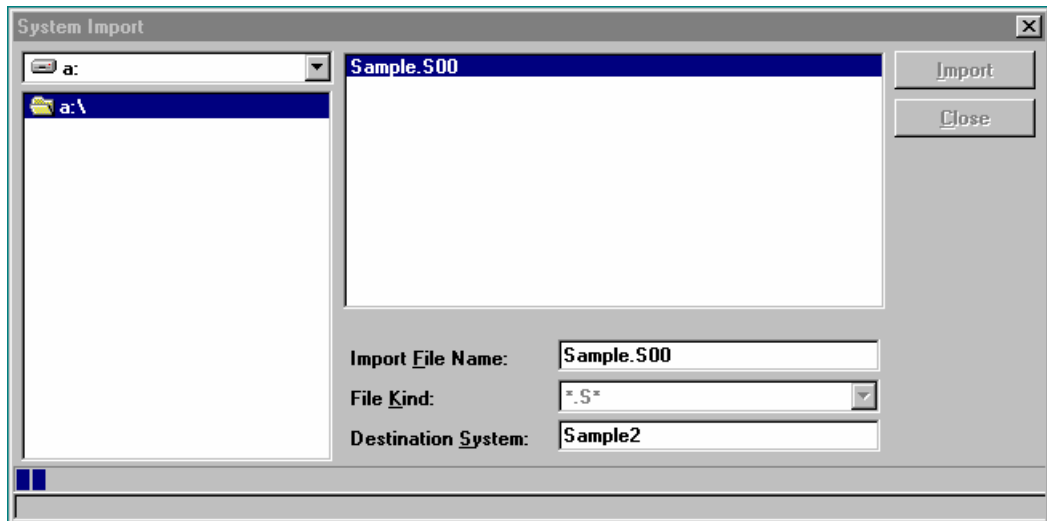 System Import
a:
a:\
Sample.S00
Import
Close
Import File Name: Sample.S00
File Kind: *.S*
Destination System: Sample2